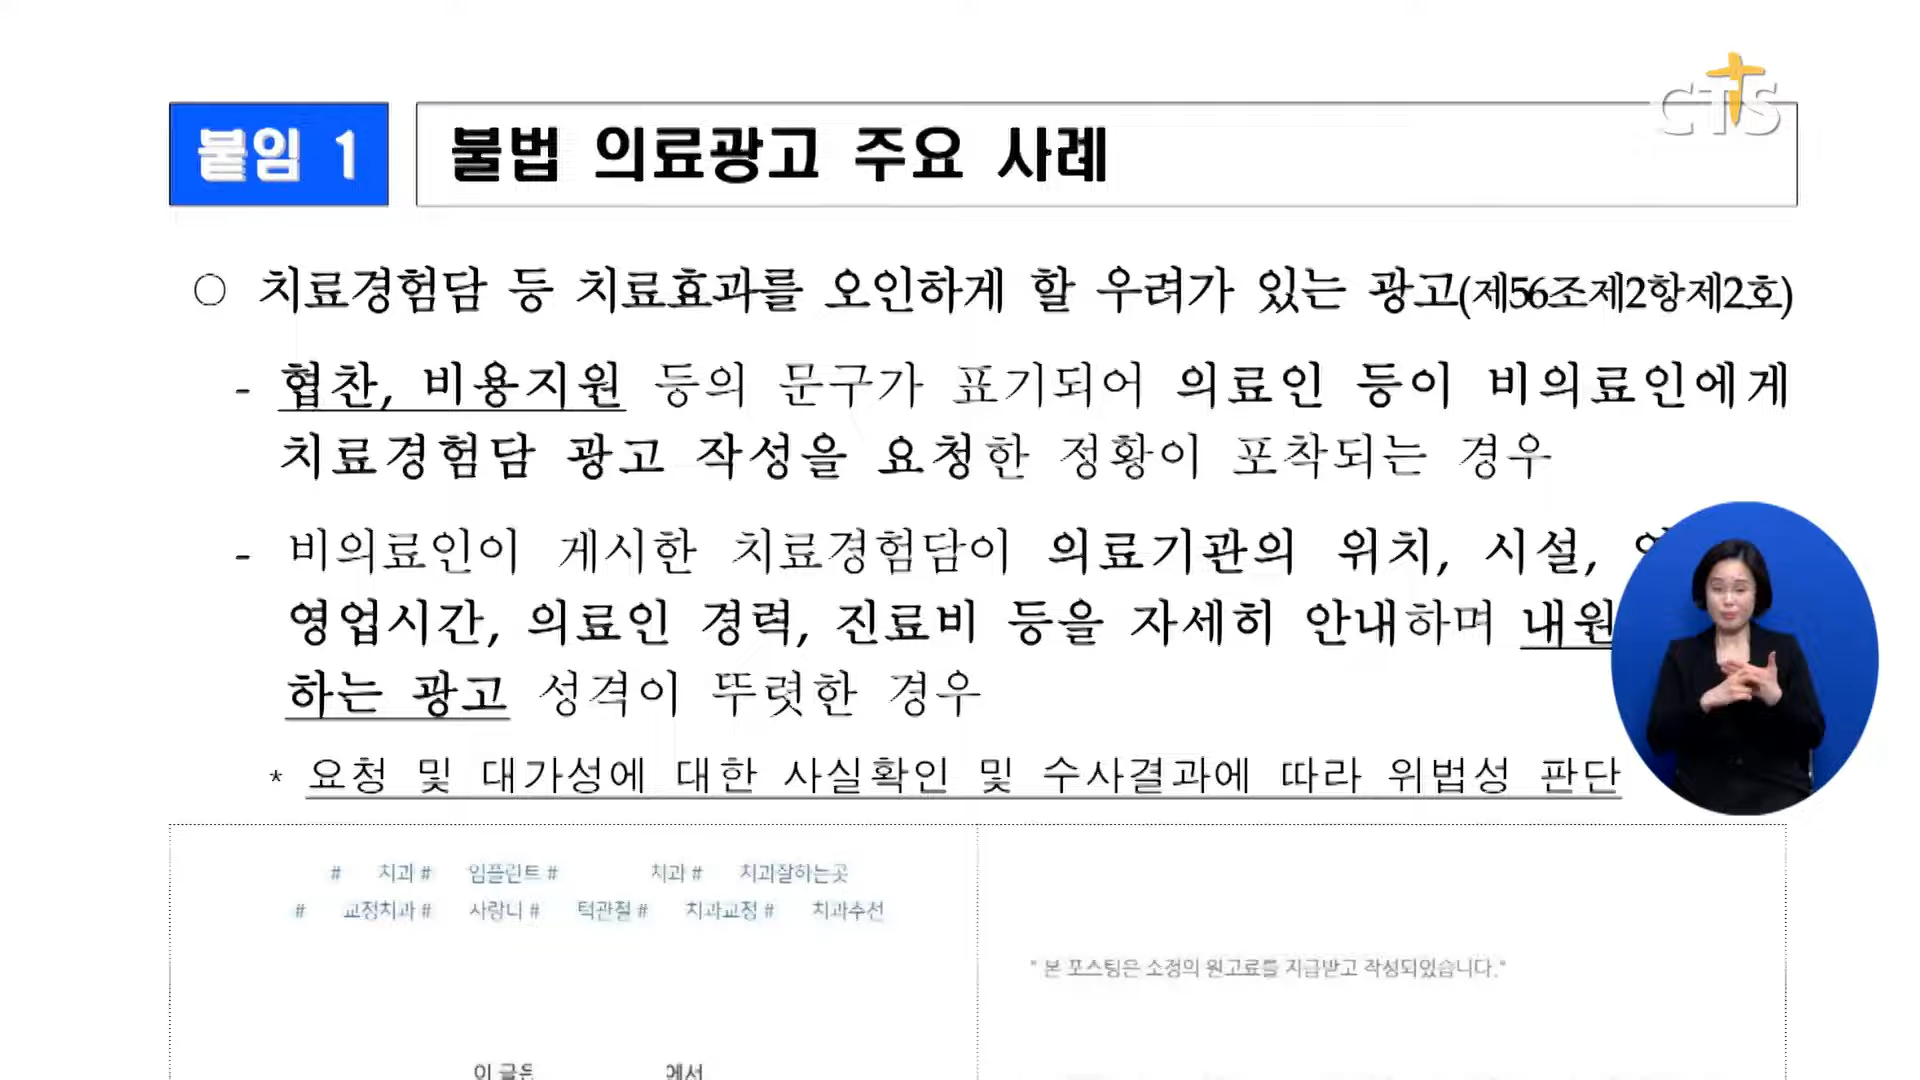 CTS
붙임 1 불법 의료광고 주요 사례
○ 치료경험담 등 치료효과를 오인하게 할 우려가 있는 광고(제56조제2항제2호)
- 협찬, 비용지원 등의 문구가 표기되어 의료인 등이 비의료인에게
치료경험담 광고 작성을 요청한 정황이 포착되는 경우
- 비의료인이 게시한 치료경험담이 의료기관의 위치, 시설,
영업시간, 의료인 경력, 진료비 등을 자세히 안내하며 내원
하는 광고 성격이 뚜렷한 경우
* 요청 및 대가성에 대한 사실확인 및 수사결과에 따라 위법성 판단
# 치과 # 임플란트 # 치과 # 치과잘하는곳
# 교정치과 # 사랑니 # 턱관절 # 치과교정 # 치과추천
" 본 포스팅은 소정의 원고료를 지급받고 작성되었습니다."
이 글은 에서